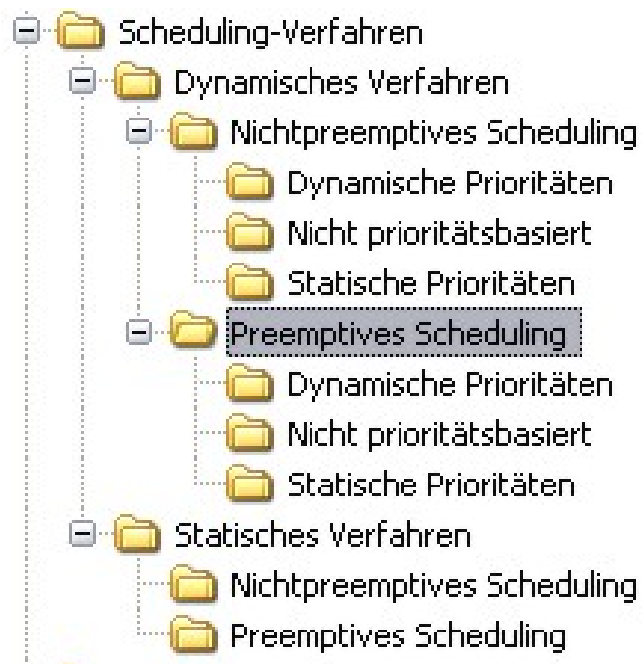 Scheduling-Verfahren
Dynamisches Verfahren
Nichtpreemptives Scheduling
Dynamische Prioritäten
Nicht prioritätsbasiert
Statische Prioritäten
Preemptives Scheduling
Dynamische Prioritäten
Nicht prioritätsbasiert
Statische Prioritäten
Statisches Verfahren
Nichtpreemptives Scheduling
Preemptives Scheduling